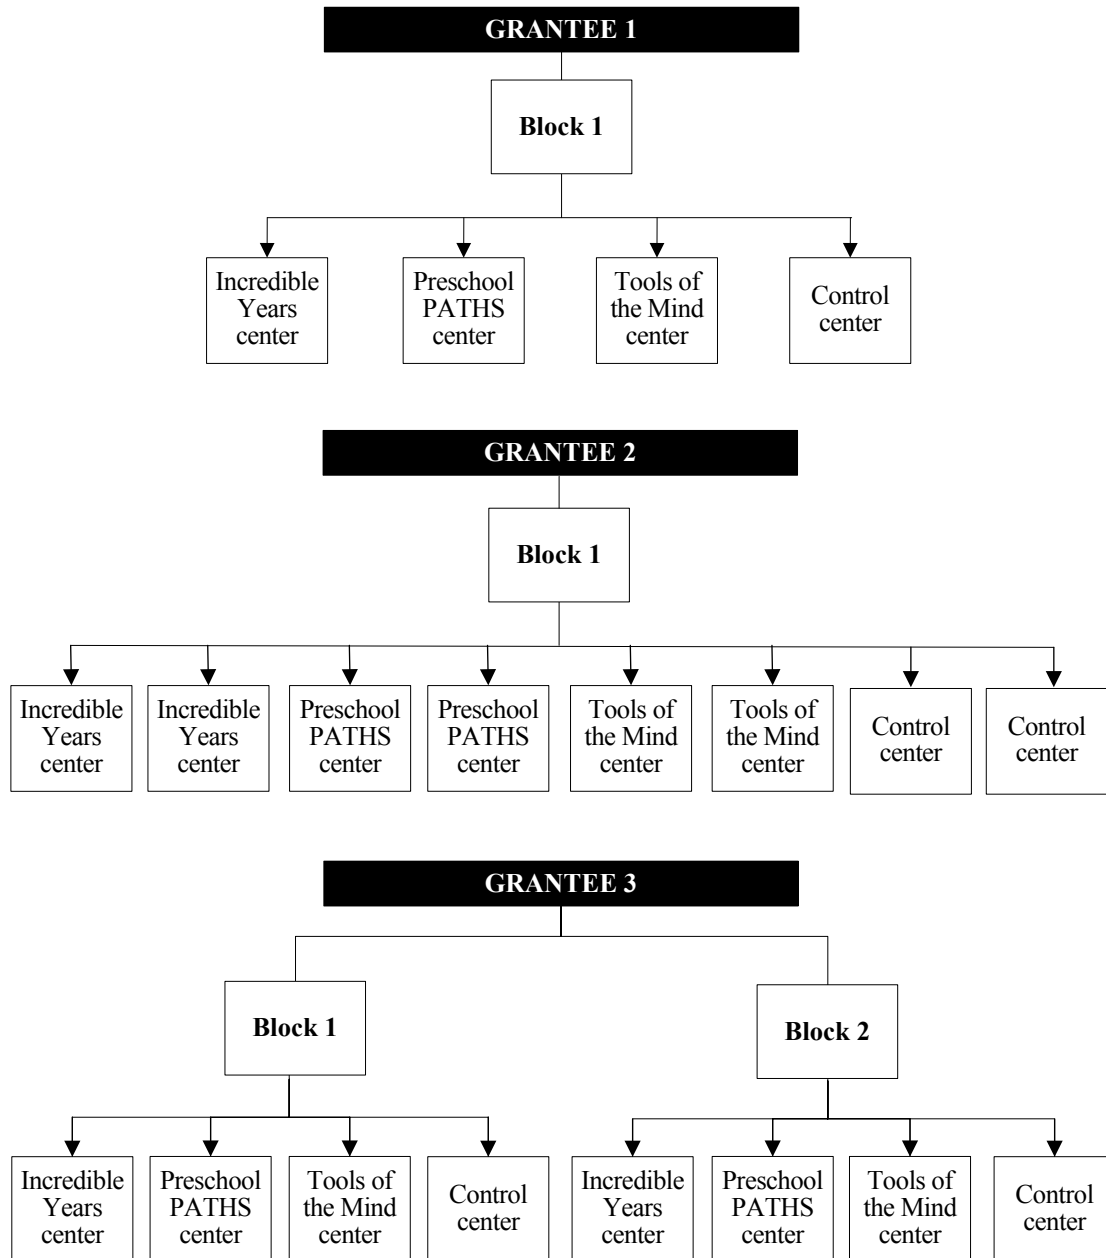 GRANTEE 1
Block 1
Incredible
Years
center
Preschool
PATHS
center
Tools of
the Mind
center
Control
center
GRANTEE 2
Block 1
Incredible
Years
center
Incredible
Years
center
Preschool
PATHS
center
Preschool
PATHS
center
Tools of
the Mind
center
Tools of
the Mind
center
Control
center
Control
center
GRANTEE 3
Block 1
Block 2
Incredible
Years
center
Preschool
PATHS
center
Tools of
the Mind
center
Control
center
Incredible
Years
center
Preschool
PATHS
center
Tools of
the Mind
center
Control
center